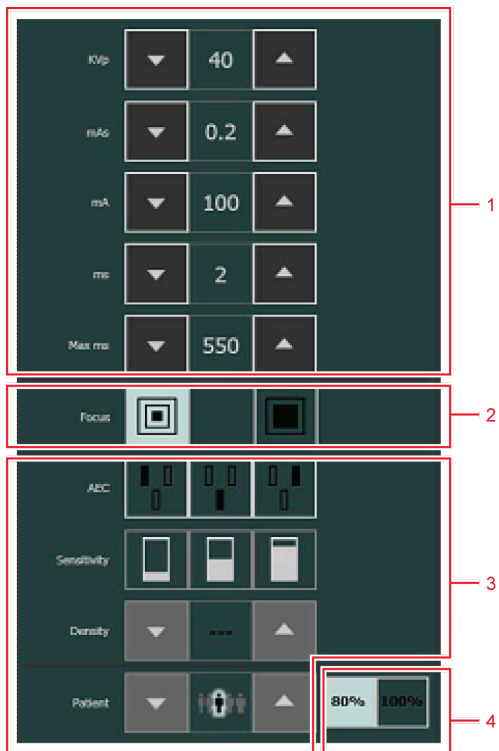 KVp 40
mAs 0.2
mA 100
1
ms 2
Max ms 550
Focus
2
AEC
Sensitivity
3
Density ---
Patient 80% 100%
4